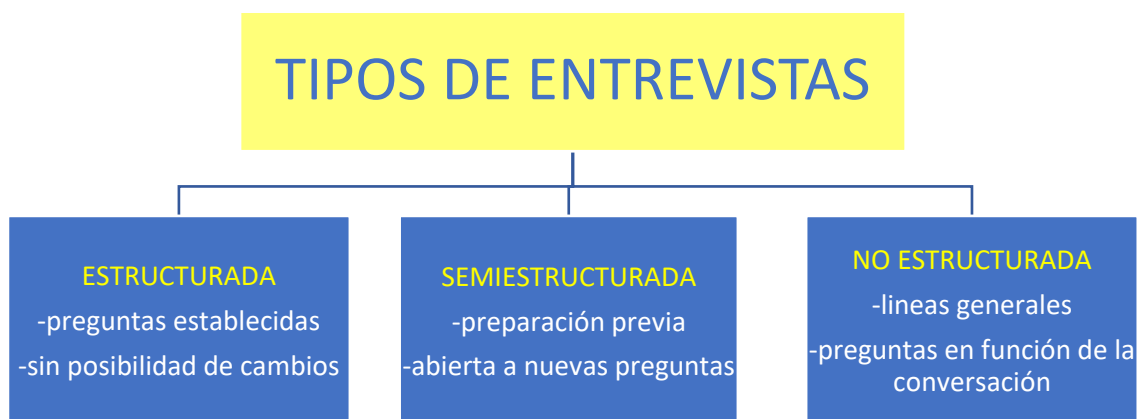 TIPOS DE ENTREVISTAS
ESTRUCTURADA
-preguntas establecidas
-sin posibilidad de cambios
SEMIESTRUCTURADA
-preparación previa
-abierta a nuevas preguntas
NO ESTRUCTURADA
-lineas generales
-preguntas en función de la
conversación